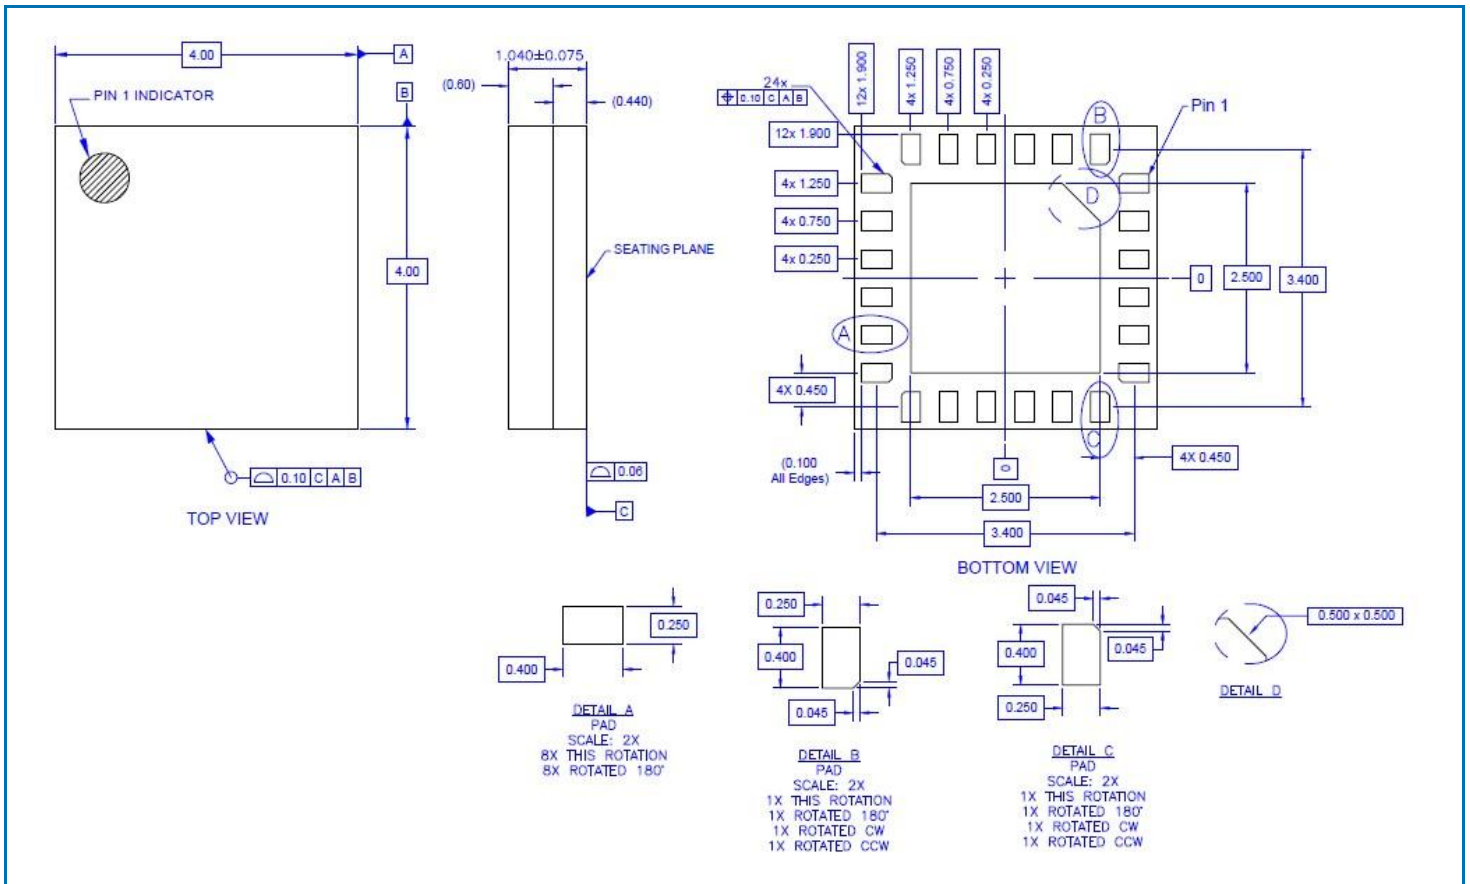 4.00
A
B
PIN 1 INDICATOR
4.00
0.10 C A B
TOP VIEW
1.040±0.075
(0.60)
(0.440)
SEATING PLANE
0.06
C
24x
0.10 C A B
12x 1.900
4x 1.250
4x 0.750
4x 0.250
12x 1.900
4x 1.250
4x 0.750
4x 0.250
B
Pin 1
D
A
C
0
2.500
3.400
4X 0.450
(0.100
All Edges)
0
4X 0.450
2.500
3.400
BOTTOM VIEW
0.250
0.400
DETAIL A
PAD
SCALE: 2X
8X THIS ROTATION
8X ROTATED 180°
0.250
0.400
0.045
0.045
DETAIL B
PAD
SCALE: 2X
1X THIS ROTATION
1X ROTATED 180°
1X ROTATED CW
1X ROTATED CCW
0.045
0.400
0.045
0.250
DETAIL C
PAD
SCALE: 2X
1X THIS ROTATION
1X ROTATED 180°
1X ROTATED CW
1X ROTATED CCW
0.500 x 0.500
DETAIL D